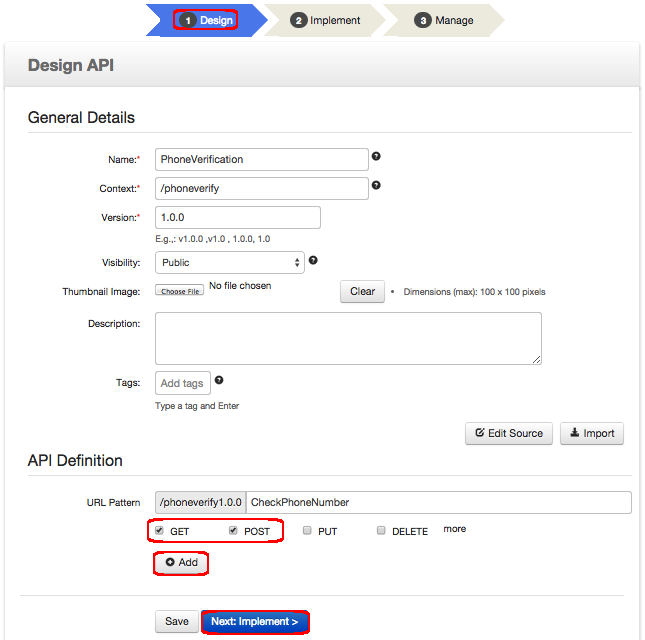 1 Design 2 Implement 3 Manage
Design API
General Details
Name:* PhoneVerification ?
Context:* /phoneverify ?
Version:* 1.0.0
E.g.,: v1.0.0 ,v1.0 , 1.0.0, 1.0
Visibility: Public ?
Thumbnail Image: Choose File No file chosen Clear • Dimensions (max): 100 x 100 pixels
Description:
Tags: Add tags ?
Type a tag and Enter
Edit Source Import
API Definition
URL Pattern /phoneverify1.0.0 CheckPhoneNumber
GET POST PUT DELETE more
Add
Save Next: Implement >